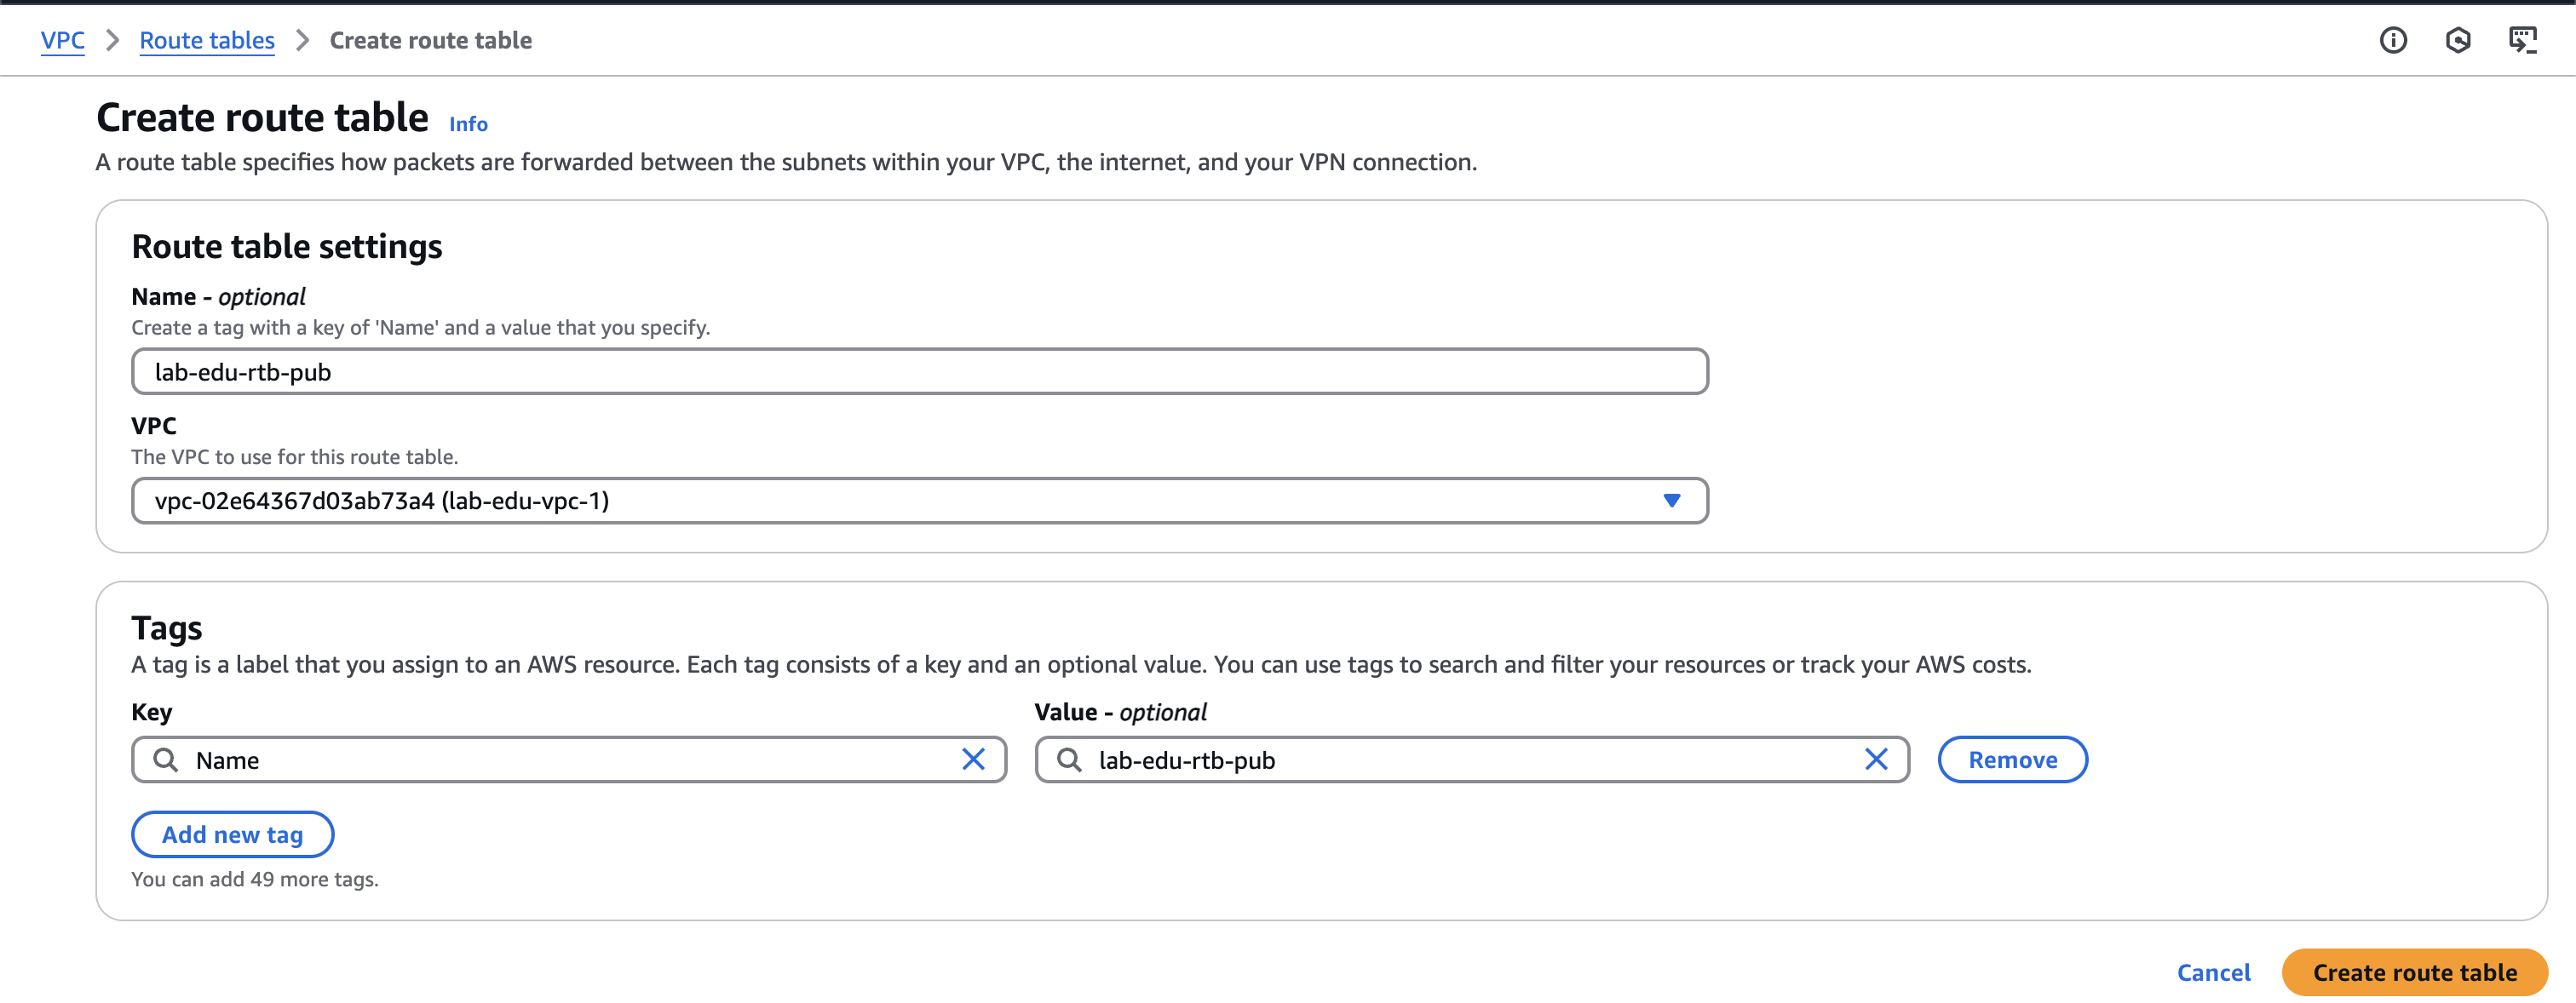 VPC > Route tables > Create route table
Create route table Info
A route table specifies how packets are forwarded between the subnets within your VPC, the internet, and your VPN connection.
Route table settings
Name - optional
Create a tag with a key of 'Name' and a value that you specify.
lab-edu-rtb-pub
VPC
The VPC to use for this route table.
vpc-02e64367d03ab73a4 (lab-edu-vpc-1)
Tags
A tag is a label that you assign to an AWS resource. Each tag consists of a key and an optional value. You can use tags to search and filter your resources or track your AWS costs.
Key Value - optional
Name lab-edu-rtb-pub Remove
Add new tag
You can add 49 more tags.
Cancel Create route table